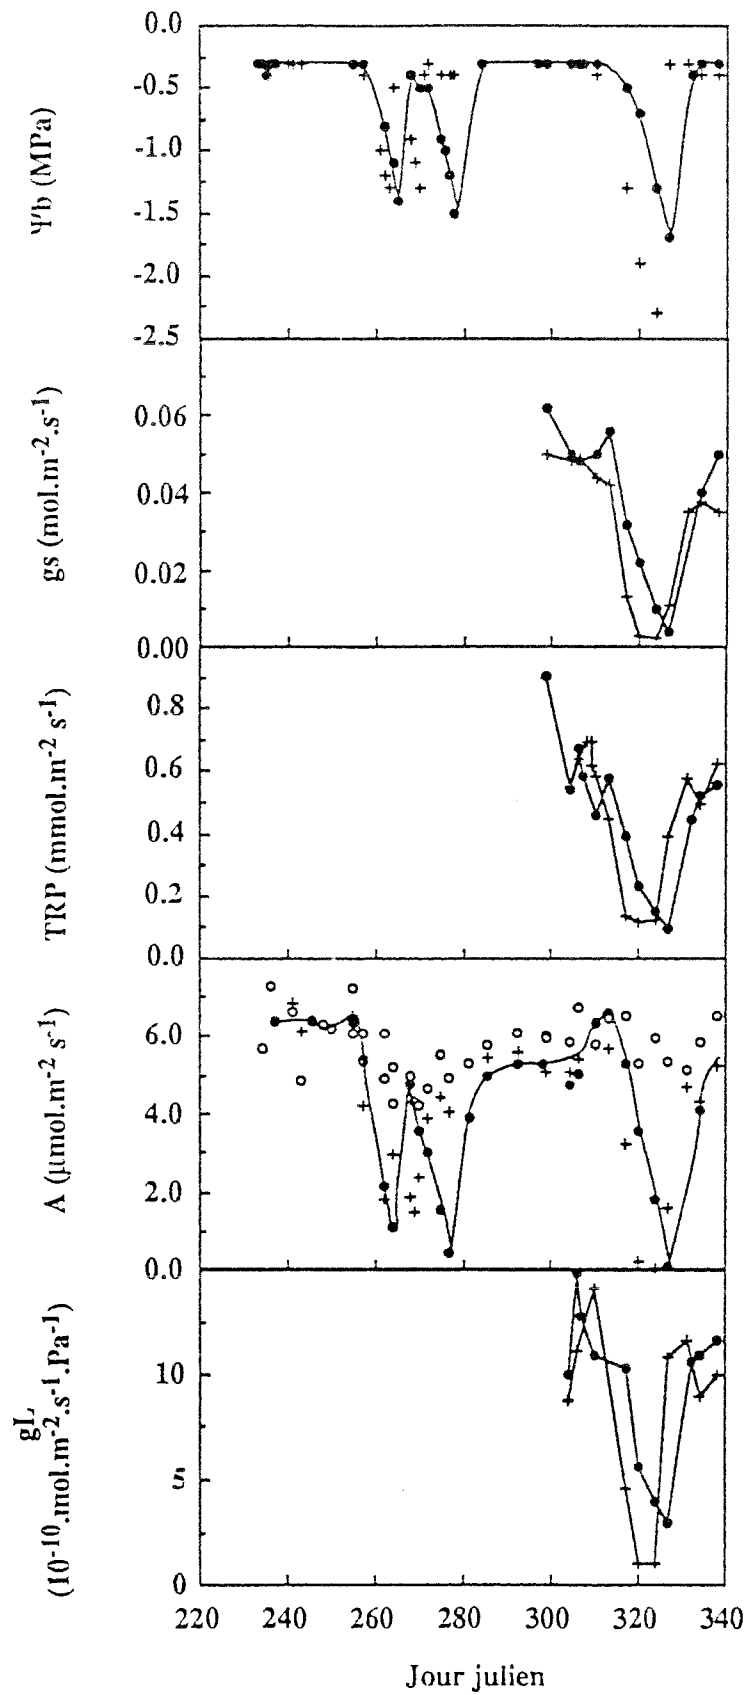 0.0
-0.5
-1.0
-1.5
-2.0
-2.5
Ψb (MPa)
0.06
0.04
0.02
0.00
gs (mol.m-2.s-1)
0.8
0.6
0.4
0.2
0.0
TRP (mmol.m-2 s-1)
6.0
4.0
2.0
0.0
A (µmol.m-2 s-1)
10
5
0
gL
(10-10.mol.m-2.s-1.Pa-1)
220 240 260 280 300 320 340
Jour julien